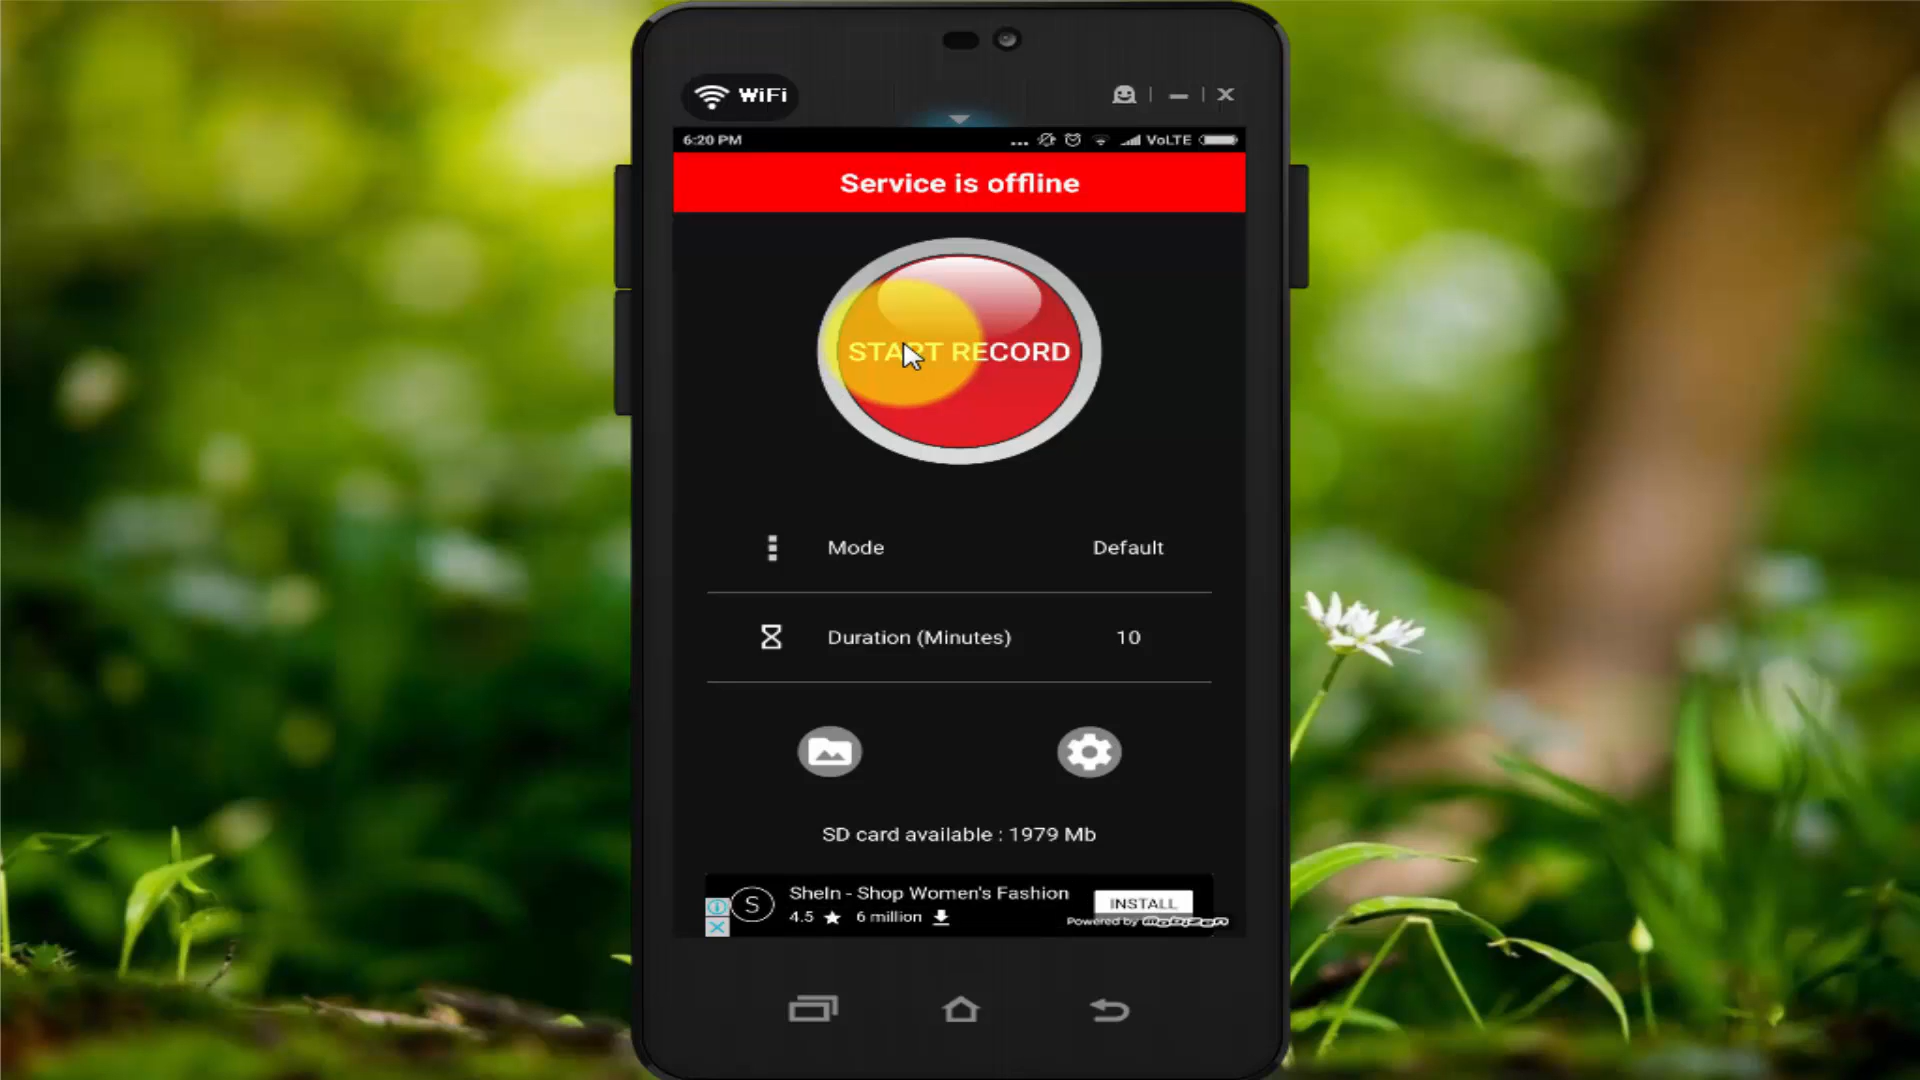 WiFi
6:20 PM
... VoLTE
Service is offline
START RECORD
Mode Default
Duration (Minutes) 10
SD card available : 1979 Mb
S
SheIn - Shop Women's Fashion
4.5 ★ 6 million
INSTALL
Powered by mobizen